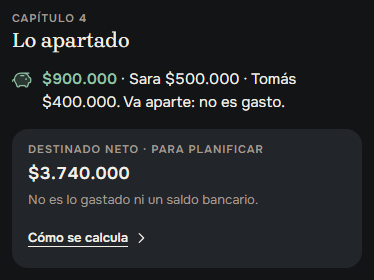 CAPÍTULO 4
Lo apartado
$900.000 · Sara $500.000 · Tomás
$400.000. Va aparte: no es gasto.
DESTINADO NETO · PARA PLANIFICAR
$3.740.000
No es lo gastado ni un saldo bancario.
Cómo se calcula